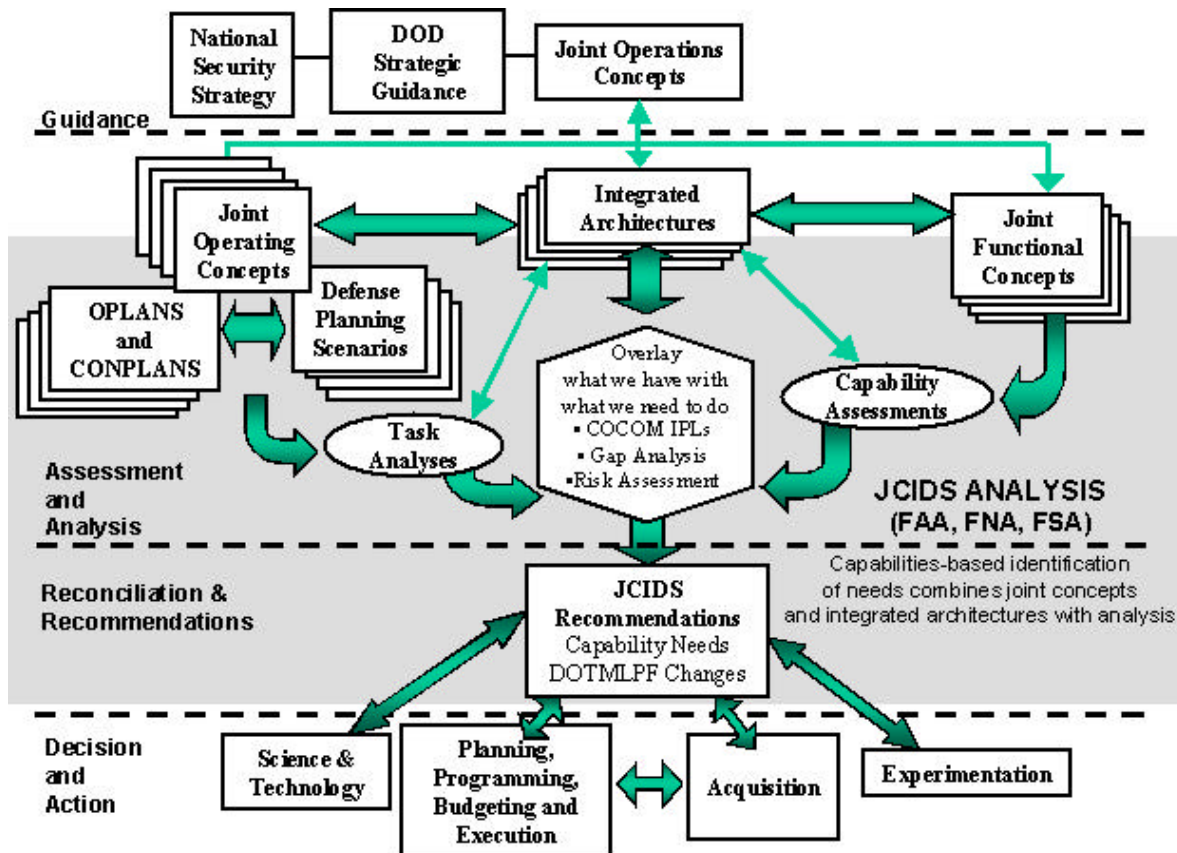 National
Security
Strategy
DOD
Strategic
Guidance
Joint Operations
Concepts
Guidance
Joint
Operating
Concepts
Integrated
Architectures
Joint
Functional
Concepts
OPLANS
and
CONPLANS
Defense
Planning
Scenarios
Overlay
what we have with
what we need to do
▪ COCOM IPLs
▪ Gap Analysis
▪Risk Assessment
Capability
Assessments
Task
Analyses
Assessment
and
Analysis
JCIDS ANALYSIS
(FAA, FNA, FSA)
Capabilities-based identification
of needs combines joint concepts
and integrated architectures with analysis
Reconciliation &
Recommendations
JCIDS
Recommendations
Capability Needs
DOTMLPF Changes
Decision
and
Action
Science &
Technology
Planning,
Programming,
Budgeting and
Execution
Acquisition
Experimentation